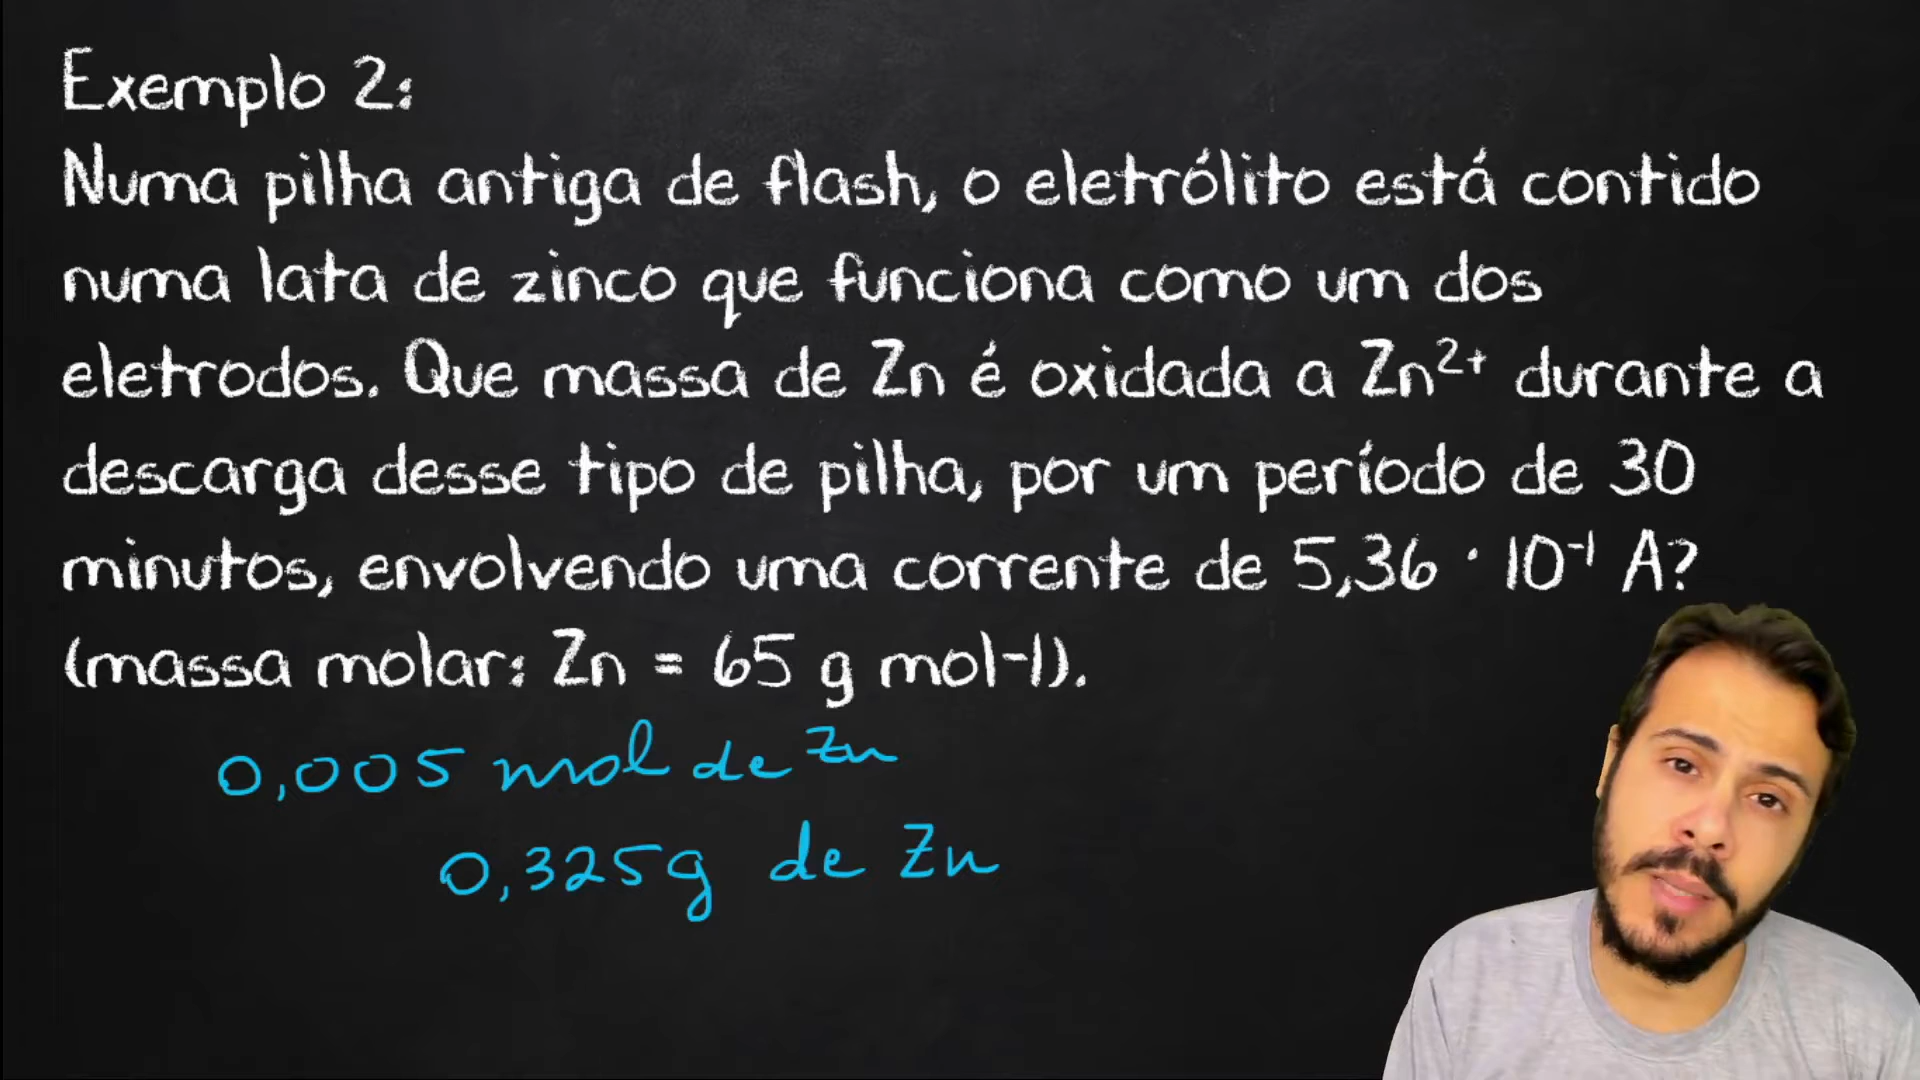 Exemplo 2:
Numa pilha antiga de flash, o eletrólito está contido
numa lata de zinco que funciona como um dos
eletrodos. Que massa de Zn é oxidada a Zn²⁺ durante a
descarga desse tipo de pilha, por um período de 30
minutos, envolvendo uma corrente de 5,36 · 10⁻¹ A?
(massa molar: Zn = 65 g mol-1).
0,005 mol de Zn
0,325g de Zn